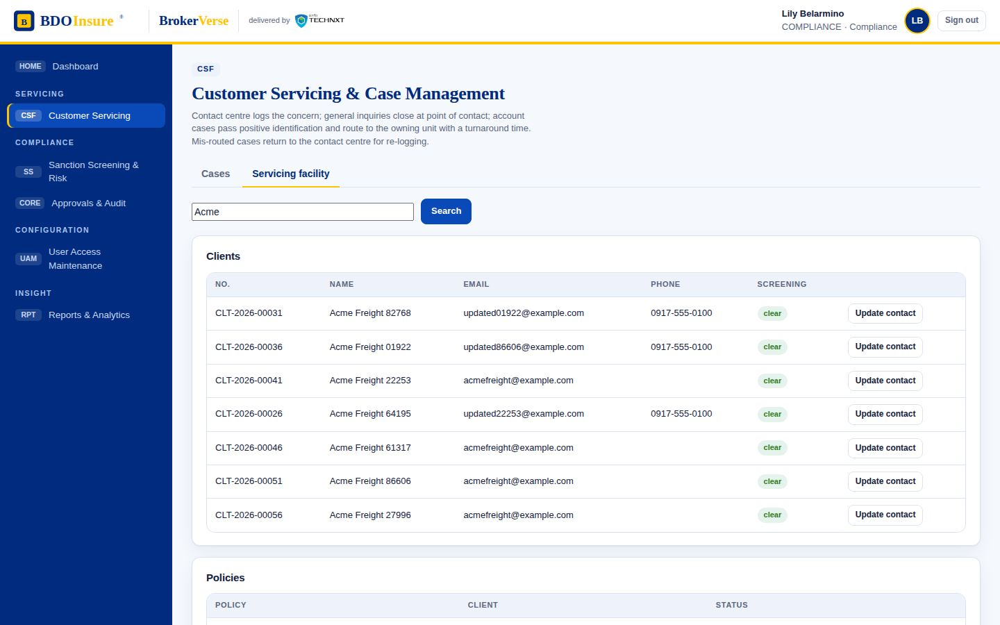 B BDOInsure ® BrokerVerse delivered by TECHNXT
Lily Belarmino
COMPLIANCE · Compliance
LB
Sign out
HOME Dashboard
SERVICING
CSF Customer Servicing
COMPLIANCE
SS Sanction Screening &
Risk
CORE Approvals & Audit
CONFIGURATION
UAM User Access
Maintenance
INSIGHT
RPT Reports & Analytics
CSF
Customer Servicing & Case Management
Contact centre logs the concern; general inquiries close at point of contact; account
cases pass positive identification and route to the owning unit with a turnaround time.
Mis-routed cases return to the contact centre for re-logging.
Cases Servicing facility
Acme Search
Clients
NO. NAME EMAIL PHONE SCREENING
CLT-2026-00031 Acme Freight 82768 updated01922@example.com 0917-555-0100 clear Update contact
CLT-2026-00036 Acme Freight 01922 updated86606@example.com 0917-555-0100 clear Update contact
CLT-2026-00041 Acme Freight 22253 acmefreight@example.com clear Update contact
CLT-2026-00026 Acme Freight 64195 updated22253@example.com 0917-555-0100 clear Update contact
CLT-2026-00046 Acme Freight 61317 acmefreight@example.com clear Update contact
CLT-2026-00051 Acme Freight 86606 acmefreight@example.com clear Update contact
CLT-2026-00056 Acme Freight 27996 acmefreight@example.com clear Update contact
Policies
POLICY CLIENT STATUS